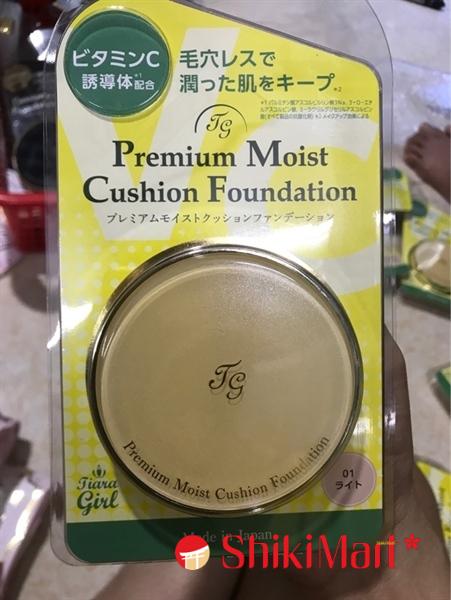 ビタミンC
誘導体*1配合
毛穴レスで
潤った肌をキープ*2
TG
Premium Moist
Cushion Foundation
プレミアムモイストクッションファンデーション
TG
Premium Moist Cushion Foundation
Tiara
Girl
01
ライト
Made in Japan
ShikiMart*